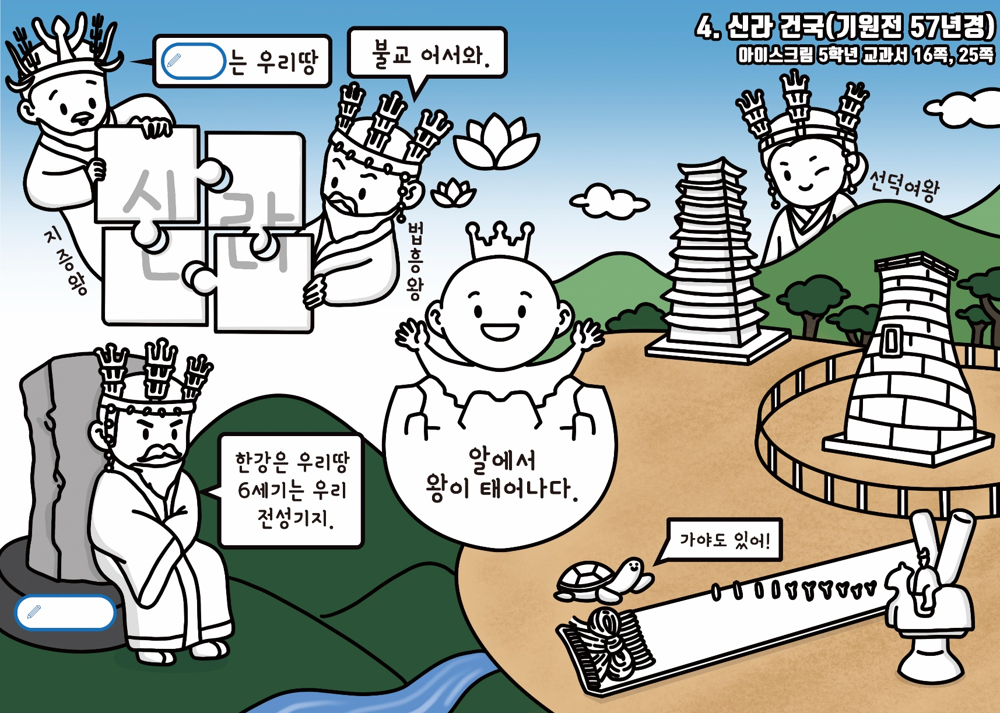 4. 신라 건국(기원전 57년경)
아이스크림 5학년 교과서 16쪽, 25쪽
는 우리땅
불교 어서와.
신라
지증왕
법흥왕
선덕여왕
한강은 우리땅
6세기는 우리
전성기지.
알에서
왕이 태어나다.
가야도 있어!